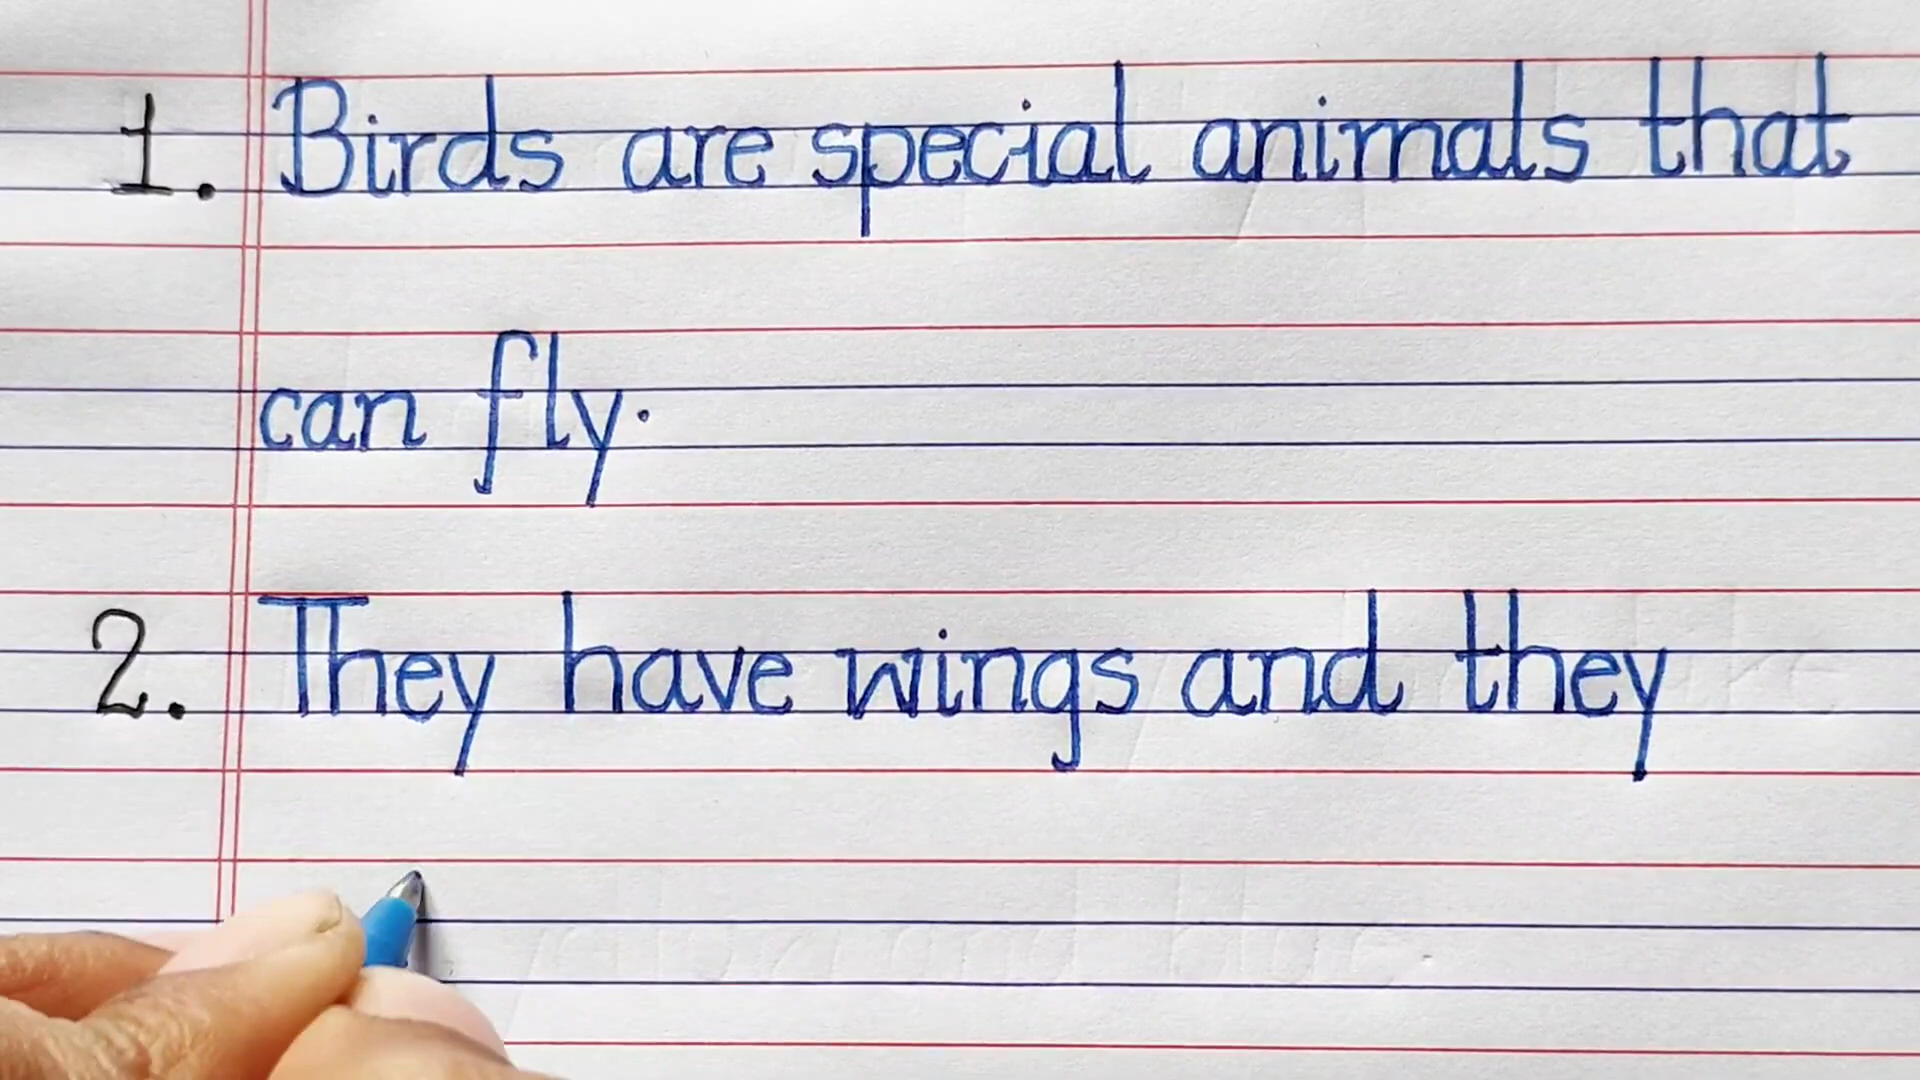 1. Birds are special animals that
can fly.
2. They have wings and they